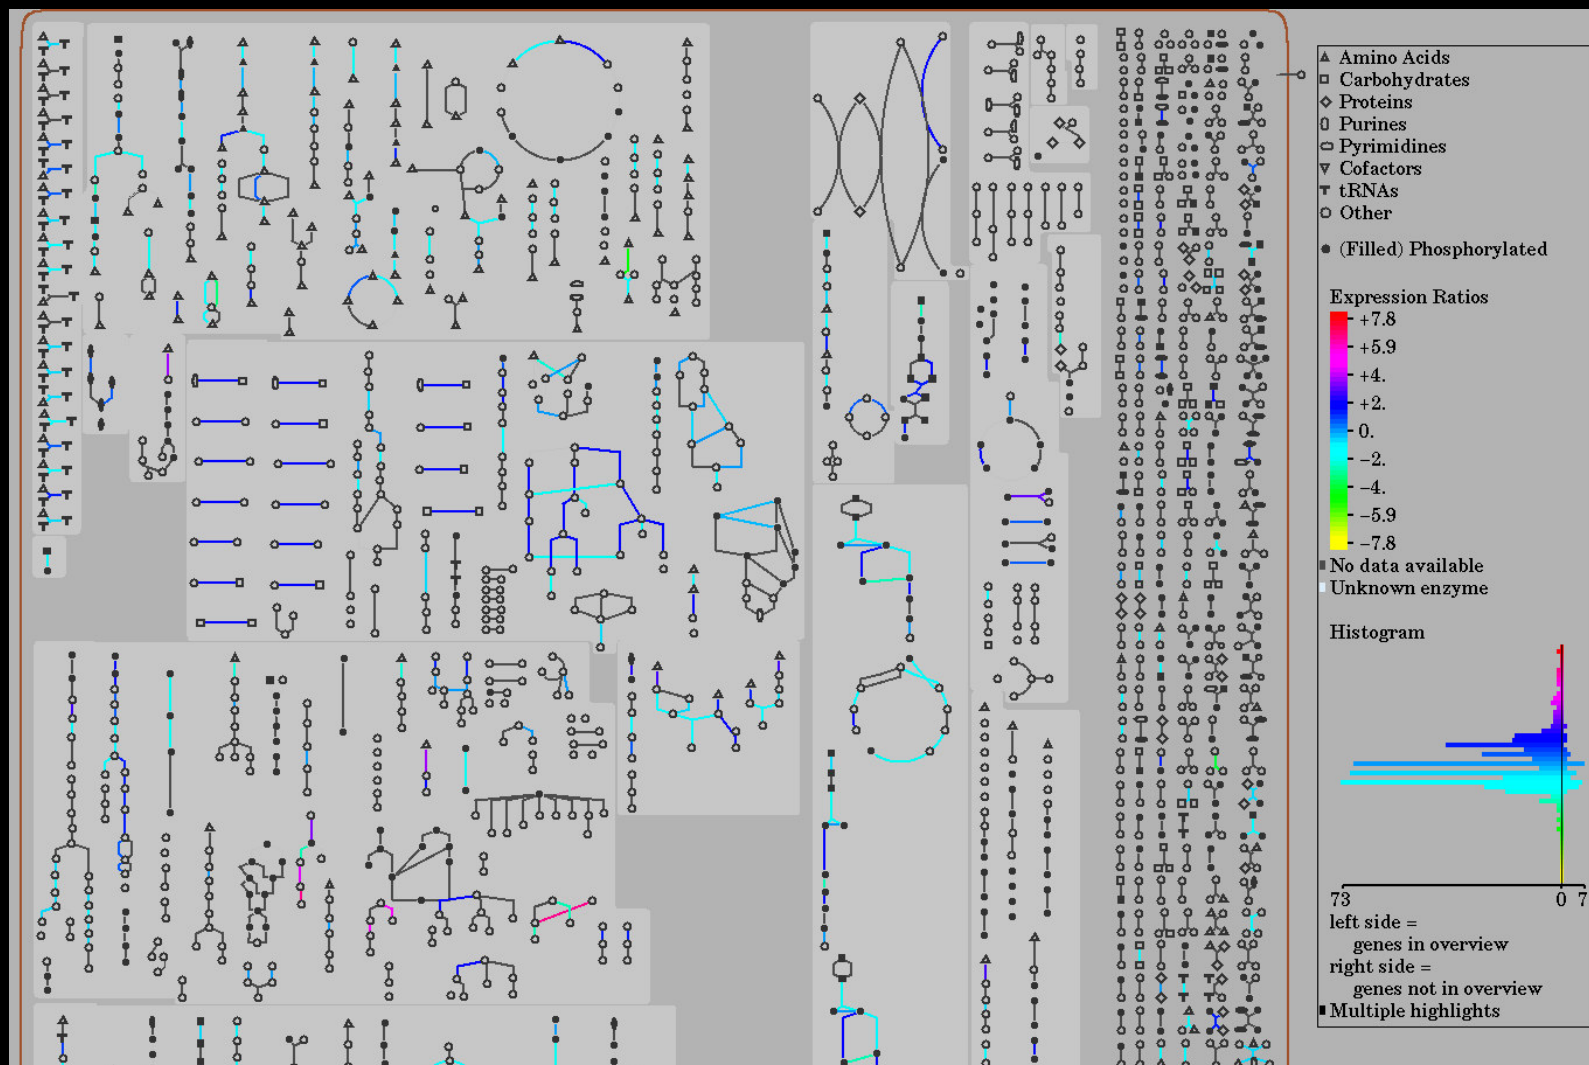 Amino Acids
Carbohydrates
Proteins
Purines
Pyrimidines
Cofactors
tRNAs
Other
(Filled) Phosphorylated
Expression Ratios
+7.8
+5.9
+4.
+2.
0.
-2.
-4.
-5.9
-7.8
No data available
Unknown enzyme
Histogram
73 0 7
left side =
genes in overview
right side =
genes not in overview
Multiple highlights